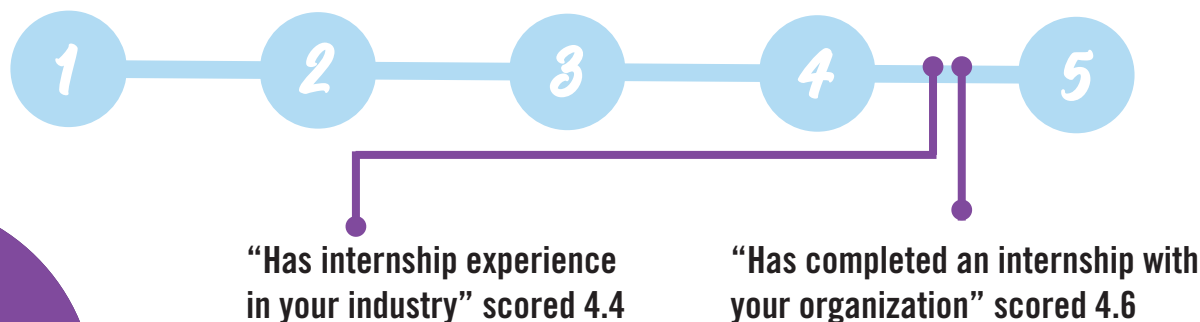 1 2 3 4 5
“Has internship experience
in your industry” scored 4.4
“Has completed an internship with
your organization” scored 4.6